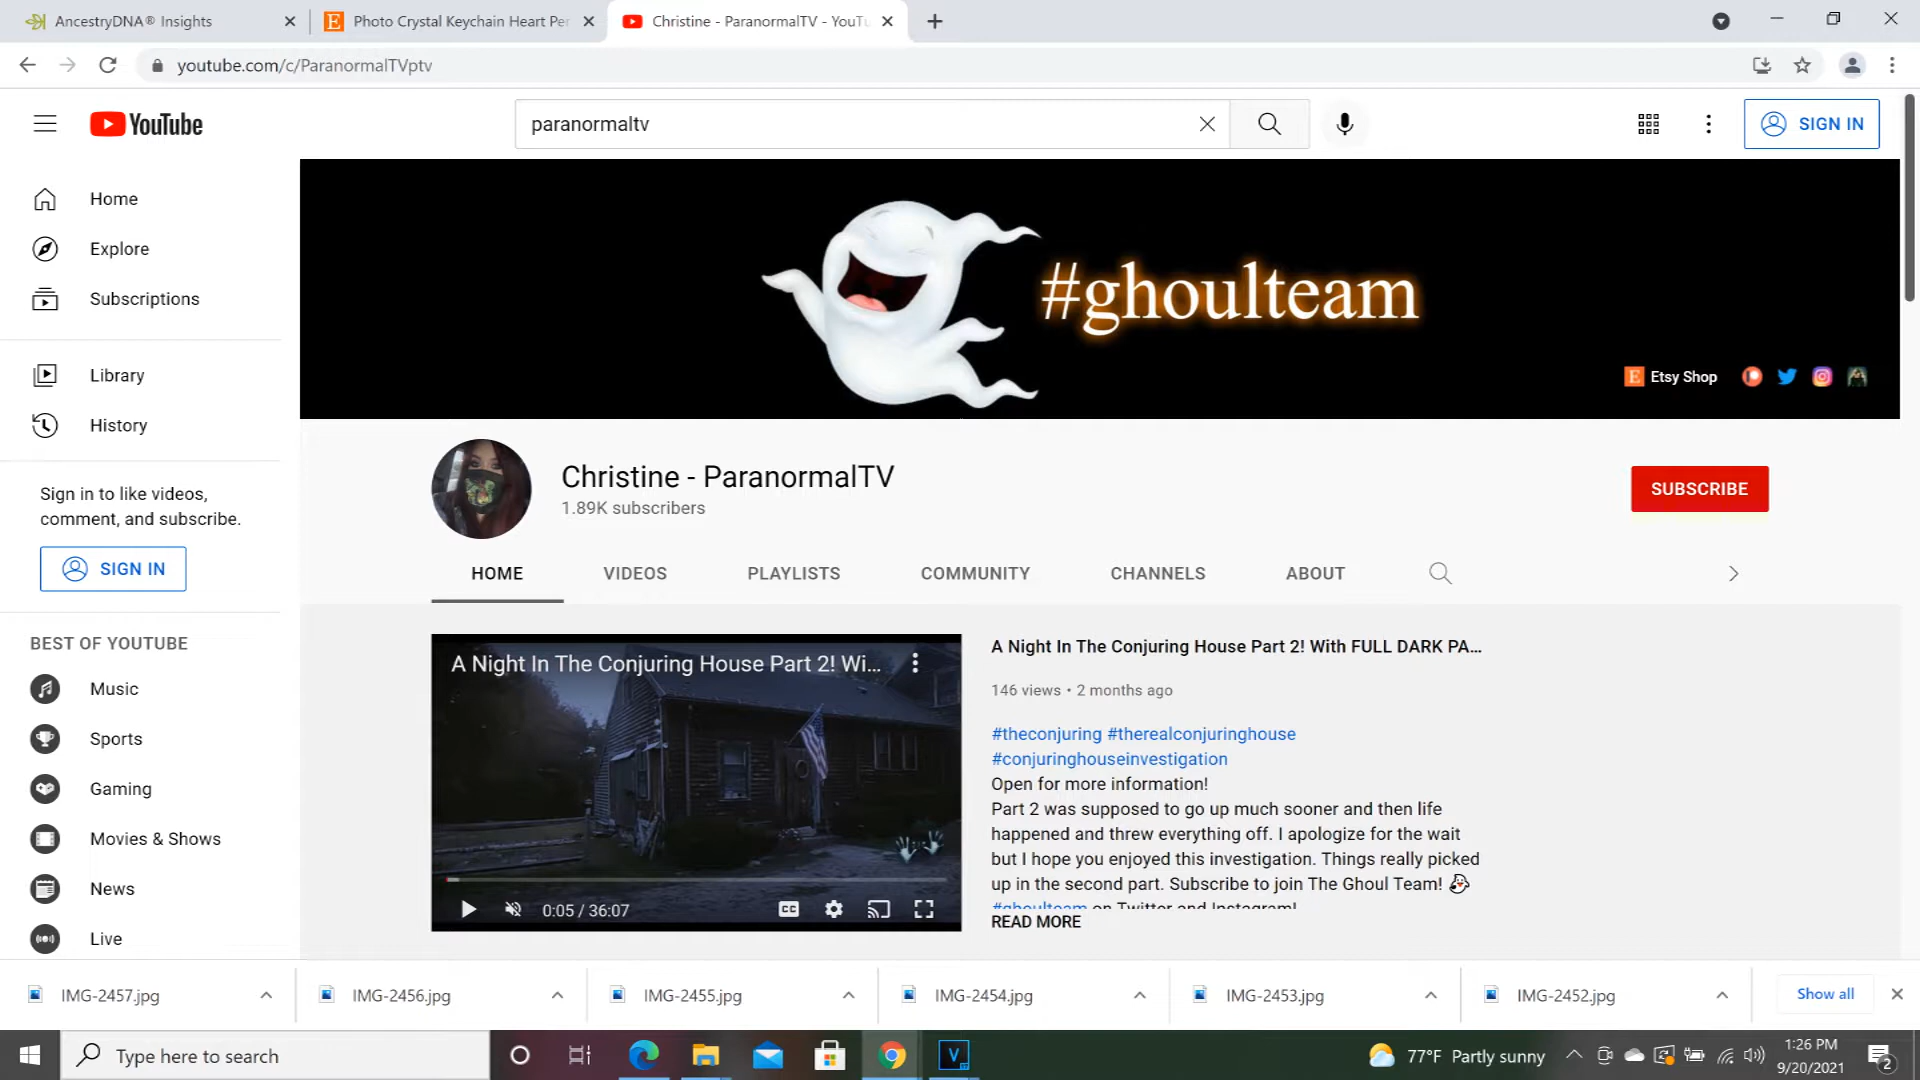 AncestryDNA® Insights
Photo Crystal Keychain Heart Per
Christine - ParanormalTV - YouTu
youtube.com/c/ParanormalTVptv
YouTube
paranormaltv
SIGN IN
Home
Explore
Subscriptions
Library
History
Sign in to like videos,
comment, and subscribe.
SIGN IN
BEST OF YOUTUBE
Music
Sports
Gaming
Movies & Shows
News
Live
#ghoulteam
Etsy Shop
Christine - ParanormalTV
1.89K subscribers
SUBSCRIBE
HOME
VIDEOS
PLAYLISTS
COMMUNITY
CHANNELS
ABOUT
A Night In The Conjuring House Part 2! Wi...
CC
0:05 / 36:07
A Night In The Conjuring House Part 2! With FULL DARK PA...
146 views • 2 months ago
#theconjuring #therealconjuringhouse
#conjuringhouseinvestigation
Open for more information!
Part 2 was supposed to go up much sooner and then life
happened and threw everything off. I apologize for the wait
but I hope you enjoyed this investigation. Things really picked
up in the second part. Subscribe to join The Ghoul Team!
#ghoulteam on Twitter and Instagram!
READ MORE
IMG-2457.jpg
IMG-2456.jpg
IMG-2455.jpg
IMG-2454.jpg
IMG-2453.jpg
IMG-2452.jpg
Show all
Type here to search
V
77°F Partly sunny
1:26 PM
9/20/2021
2